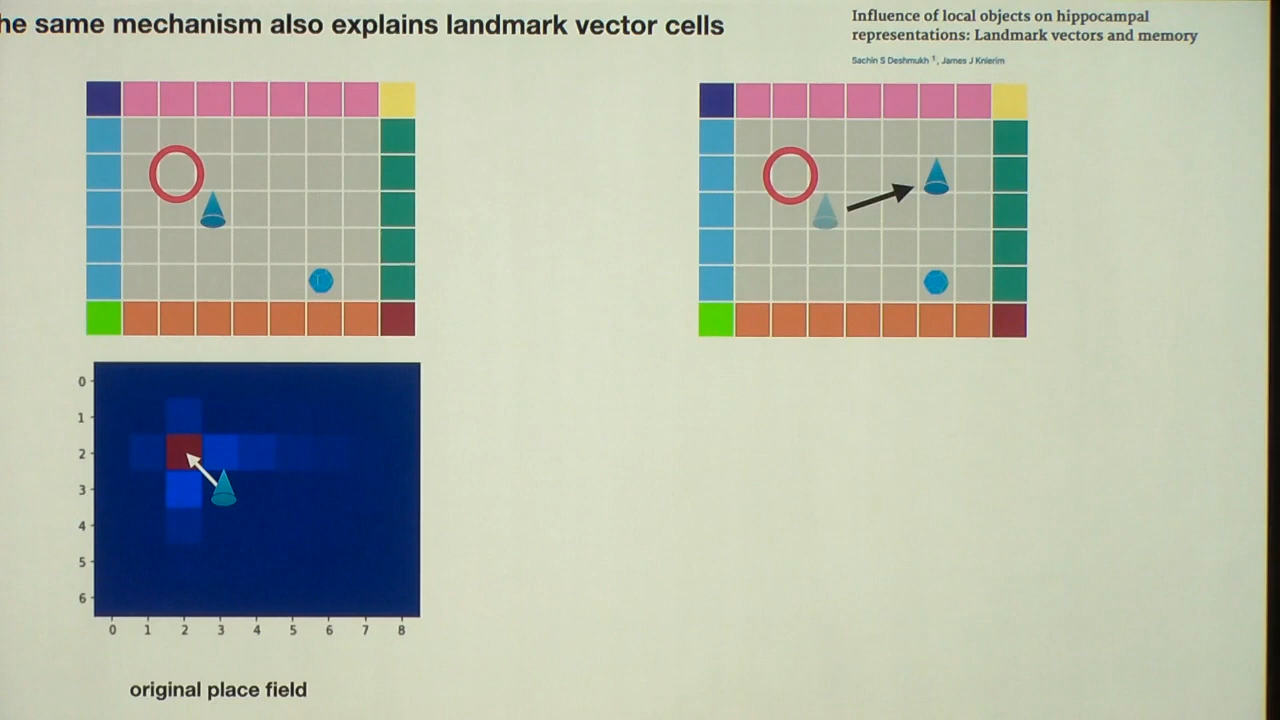 he same mechanism also explains landmark vector cells
Influence of local objects on hippocampal
representations: Landmark vectors and memory
Sachin S Deshmukh 1, James J Knierim
0
1
2
3
4
5
6
0 1 2 3 4 5 6 7 8
original place field